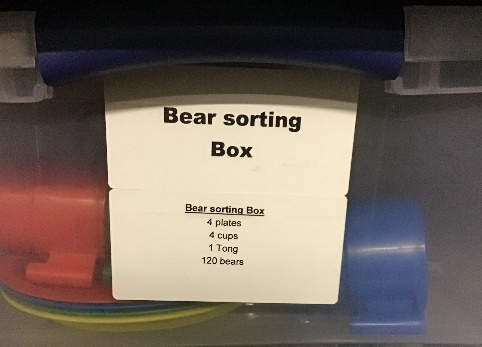 Bear sorting
Box
Bear sorting Box
4 plates
4 cups
1 Tong
120 bears